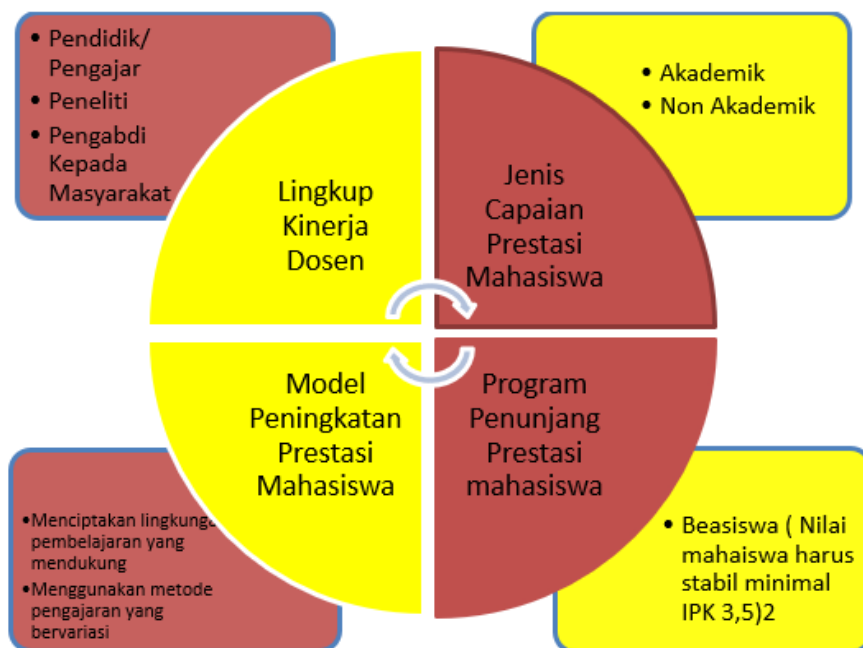 • Pendidik/
Pengajar
• Peneliti
• Pengabdi
Kepada
Masyarakat
Lingkup
Kinerja
Dosen
• Akademik
• Non Akademik
Jenis
Capaian
Prestasi
Mahasiswa
Model
Peningkatan
Prestasi
Mahasiswa
•Menciptakan lingkunga
pembelajaran yang
mendukung
•Menggunakan metode
pengajaran yang
bervariasi
Program
Penunjang
Prestasi
mahasiswa
• Beasiswa ( Nilai
mahaiswa harus
stabil minimal
IPK 3,5)2